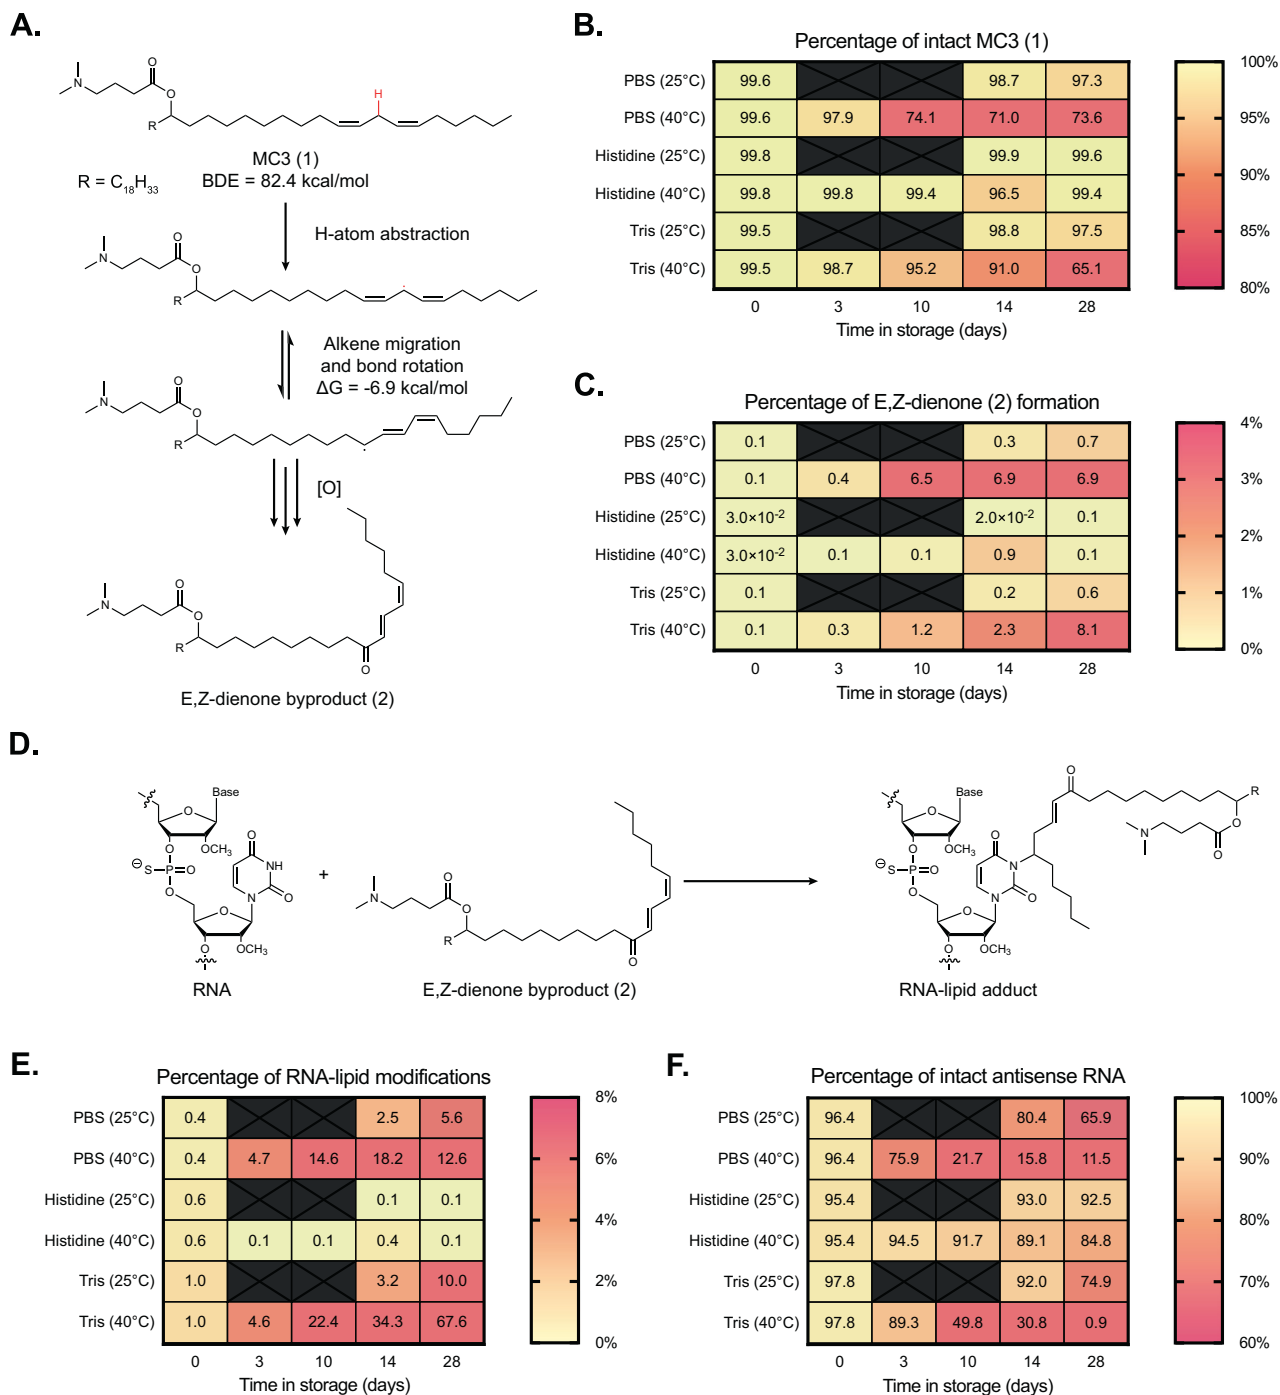 A.
N
O
O
R
H
MC3 (1)
BDE = 82.4 kcal/mol
R = C₁₈H₃₃
H-atom abstraction
N
O
O
R
Alkene migration
and bond rotation
ΔG = -6.9 kcal/mol
N
O
O
R
[O]
N
O
O
R
O
E,Z-dienone byproduct (2)
B.
Percentage of intact MC3 (1)
PBS (25°C) 99.6 98.7 97.3
PBS (40°C) 99.6 97.9 74.1 71.0 73.6
Histidine (25°C) 99.8 99.9 99.6
Histidine (40°C) 99.8 99.8 99.4 96.5 99.4
Tris (25°C) 99.5 98.8 97.5
Tris (40°C) 99.5 98.7 95.2 91.0 65.1
0 3 10 14 28
Time in storage (days)
100%
95%
90%
85%
80%
C.
Percentage of E,Z-dienone (2) formation
PBS (25°C) 0.1 0.3 0.7
PBS (40°C) 0.1 0.4 6.5 6.9 6.9
Histidine (25°C) 3.0×10⁻² 2.0×10⁻² 0.1
Histidine (40°C) 3.0×10⁻² 0.1 0.1 0.9 0.1
Tris (25°C) 0.1 0.2 0.6
Tris (40°C) 0.1 0.3 1.2 2.3 8.1
0 3 10 14 28
Time in storage (days)
4%
3%
2%
1%
0%
D.
Base
O
O OCH₃
⊖S-P=O
O
O
NH
N O
O
O OCH₃
RNA
+
N
O
O
R
O
E,Z-dienone byproduct (2)
Base
O
O OCH₃
⊖S-P=O
O
O
N
N O
O
O OCH₃
O
R
O
N
O
RNA-lipid adduct
E.
Percentage of RNA-lipid modifications
PBS (25°C) 0.4 2.5 5.6
PBS (40°C) 0.4 4.7 14.6 18.2 12.6
Histidine (25°C) 0.6 0.1 0.1
Histidine (40°C) 0.6 0.1 0.1 0.4 0.1
Tris (25°C) 1.0 3.2 10.0
Tris (40°C) 1.0 4.6 22.4 34.3 67.6
0 3 10 14 28
Time in storage (days)
8%
6%
4%
2%
0%
F.
Percentage of intact antisense RNA
PBS (25°C) 96.4 80.4 65.9
PBS (40°C) 96.4 75.9 21.7 15.8 11.5
Histidine (25°C) 95.4 93.0 92.5
Histidine (40°C) 95.4 94.5 91.7 89.1 84.8
Tris (25°C) 97.8 92.0 74.9
Tris (40°C) 97.8 89.3 49.8 30.8 0.9
0 3 10 14 28
Time in storage (days)
100%
90%
80%
70%
60%